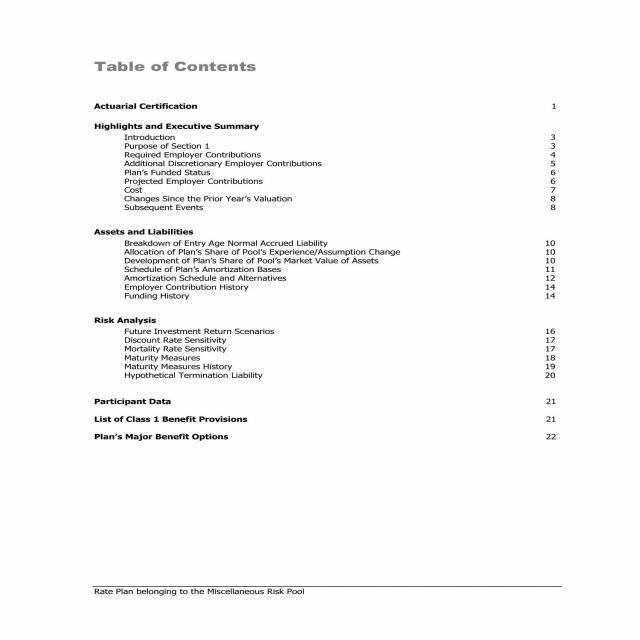 Table of Contents
Actuarial Certification 1
Highlights and Executive Summary
Introduction 3
Purpose of Section 1 3
Required Employer Contributions 4
Additional Discretionary Employer Contributions 5
Plan's Funded Status 6
Projected Employer Contributions 6
Cost 7
Changes Since the Prior Year's Valuation 8
Subsequent Events 8
Assets and Liabilities
Breakdown of Entry Age Normal Accrued Liability 10
Allocation of Plan's Share of Pool's Experience/Assumption Change 10
Development of Plan's Share of Pool's Market Value of Assets 10
Schedule of Plan's Amortization Bases 11
Amortization Schedule and Alternatives 12
Employer Contribution History 14
Funding History 14
Risk Analysis
Future Investment Return Scenarios 16
Discount Rate Sensitivity 17
Mortality Rate Sensitivity 17
Maturity Measures 18
Maturity Measures History 19
Hypothetical Termination Liability 20
Participant Data 21
List of Class 1 Benefit Provisions 21
Plan's Major Benefit Options 22
Rate Plan belonging to the Miscellaneous Risk Pool